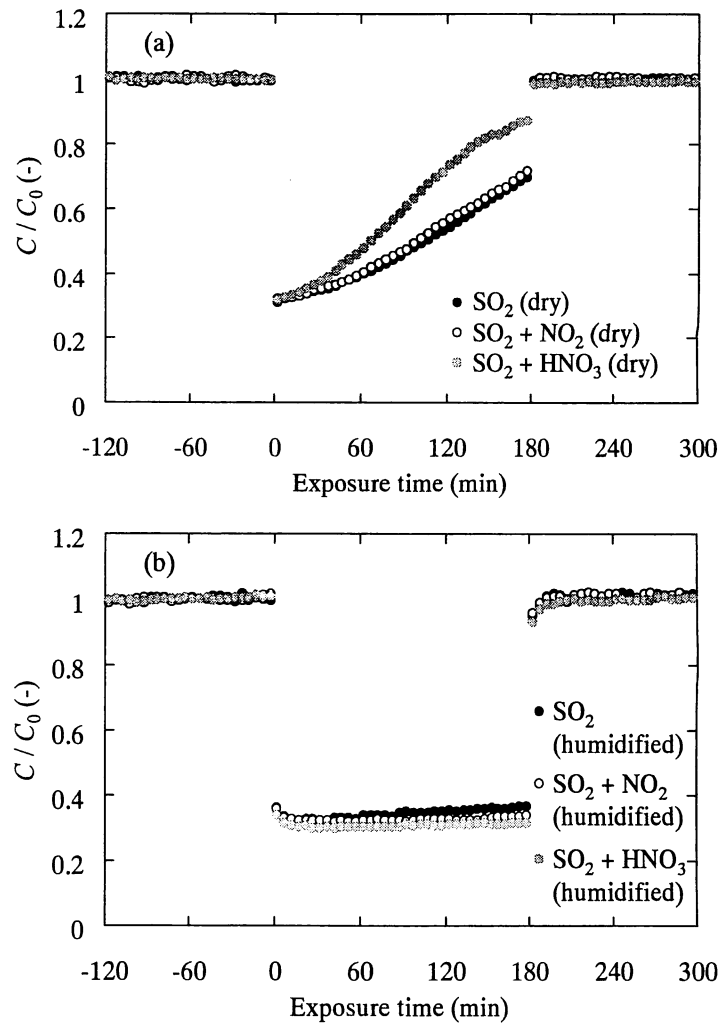 (a)
1.2
1
0.8
0.6
0.4
0.2
0
C / C₀ (-)
SO₂ (dry)
SO₂ + NO₂ (dry)
SO₂ + HNO₃ (dry)
-120 -60 0 60 120 180 240 300
Exposure time (min)
(b)
1.2
1
0.8
0.6
0.4
0.2
0
C / C₀ (-)
SO₂
(humidified)
SO₂ + NO₂
(humidified)
SO₂ + HNO₃
(humidified)
-120 -60 0 60 120 180 240 300
Exposure time (min)